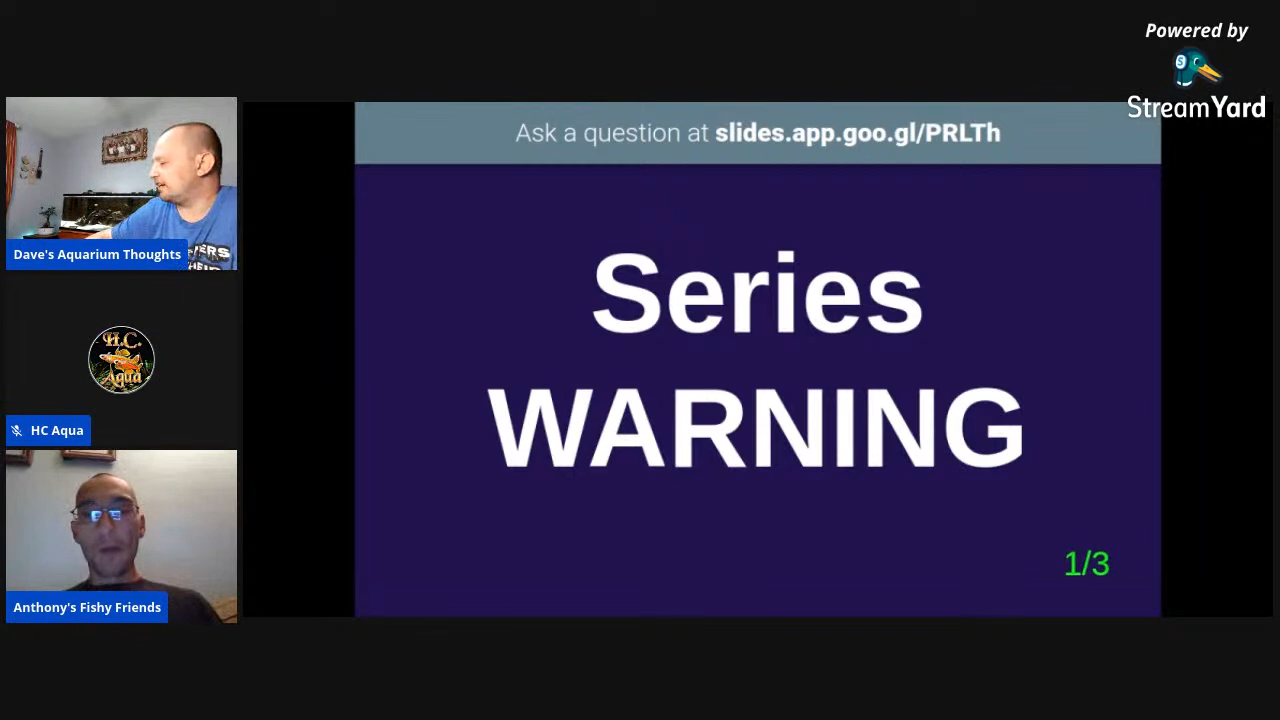 Powered by
StreamYard
Dave's Aquarium Thoughts
H.C.
Aqua
HC Aqua
Anthony's Fishy Friends
Ask a question at slides.app.goo.gl/PRLTh
Series
WARNING
1/3